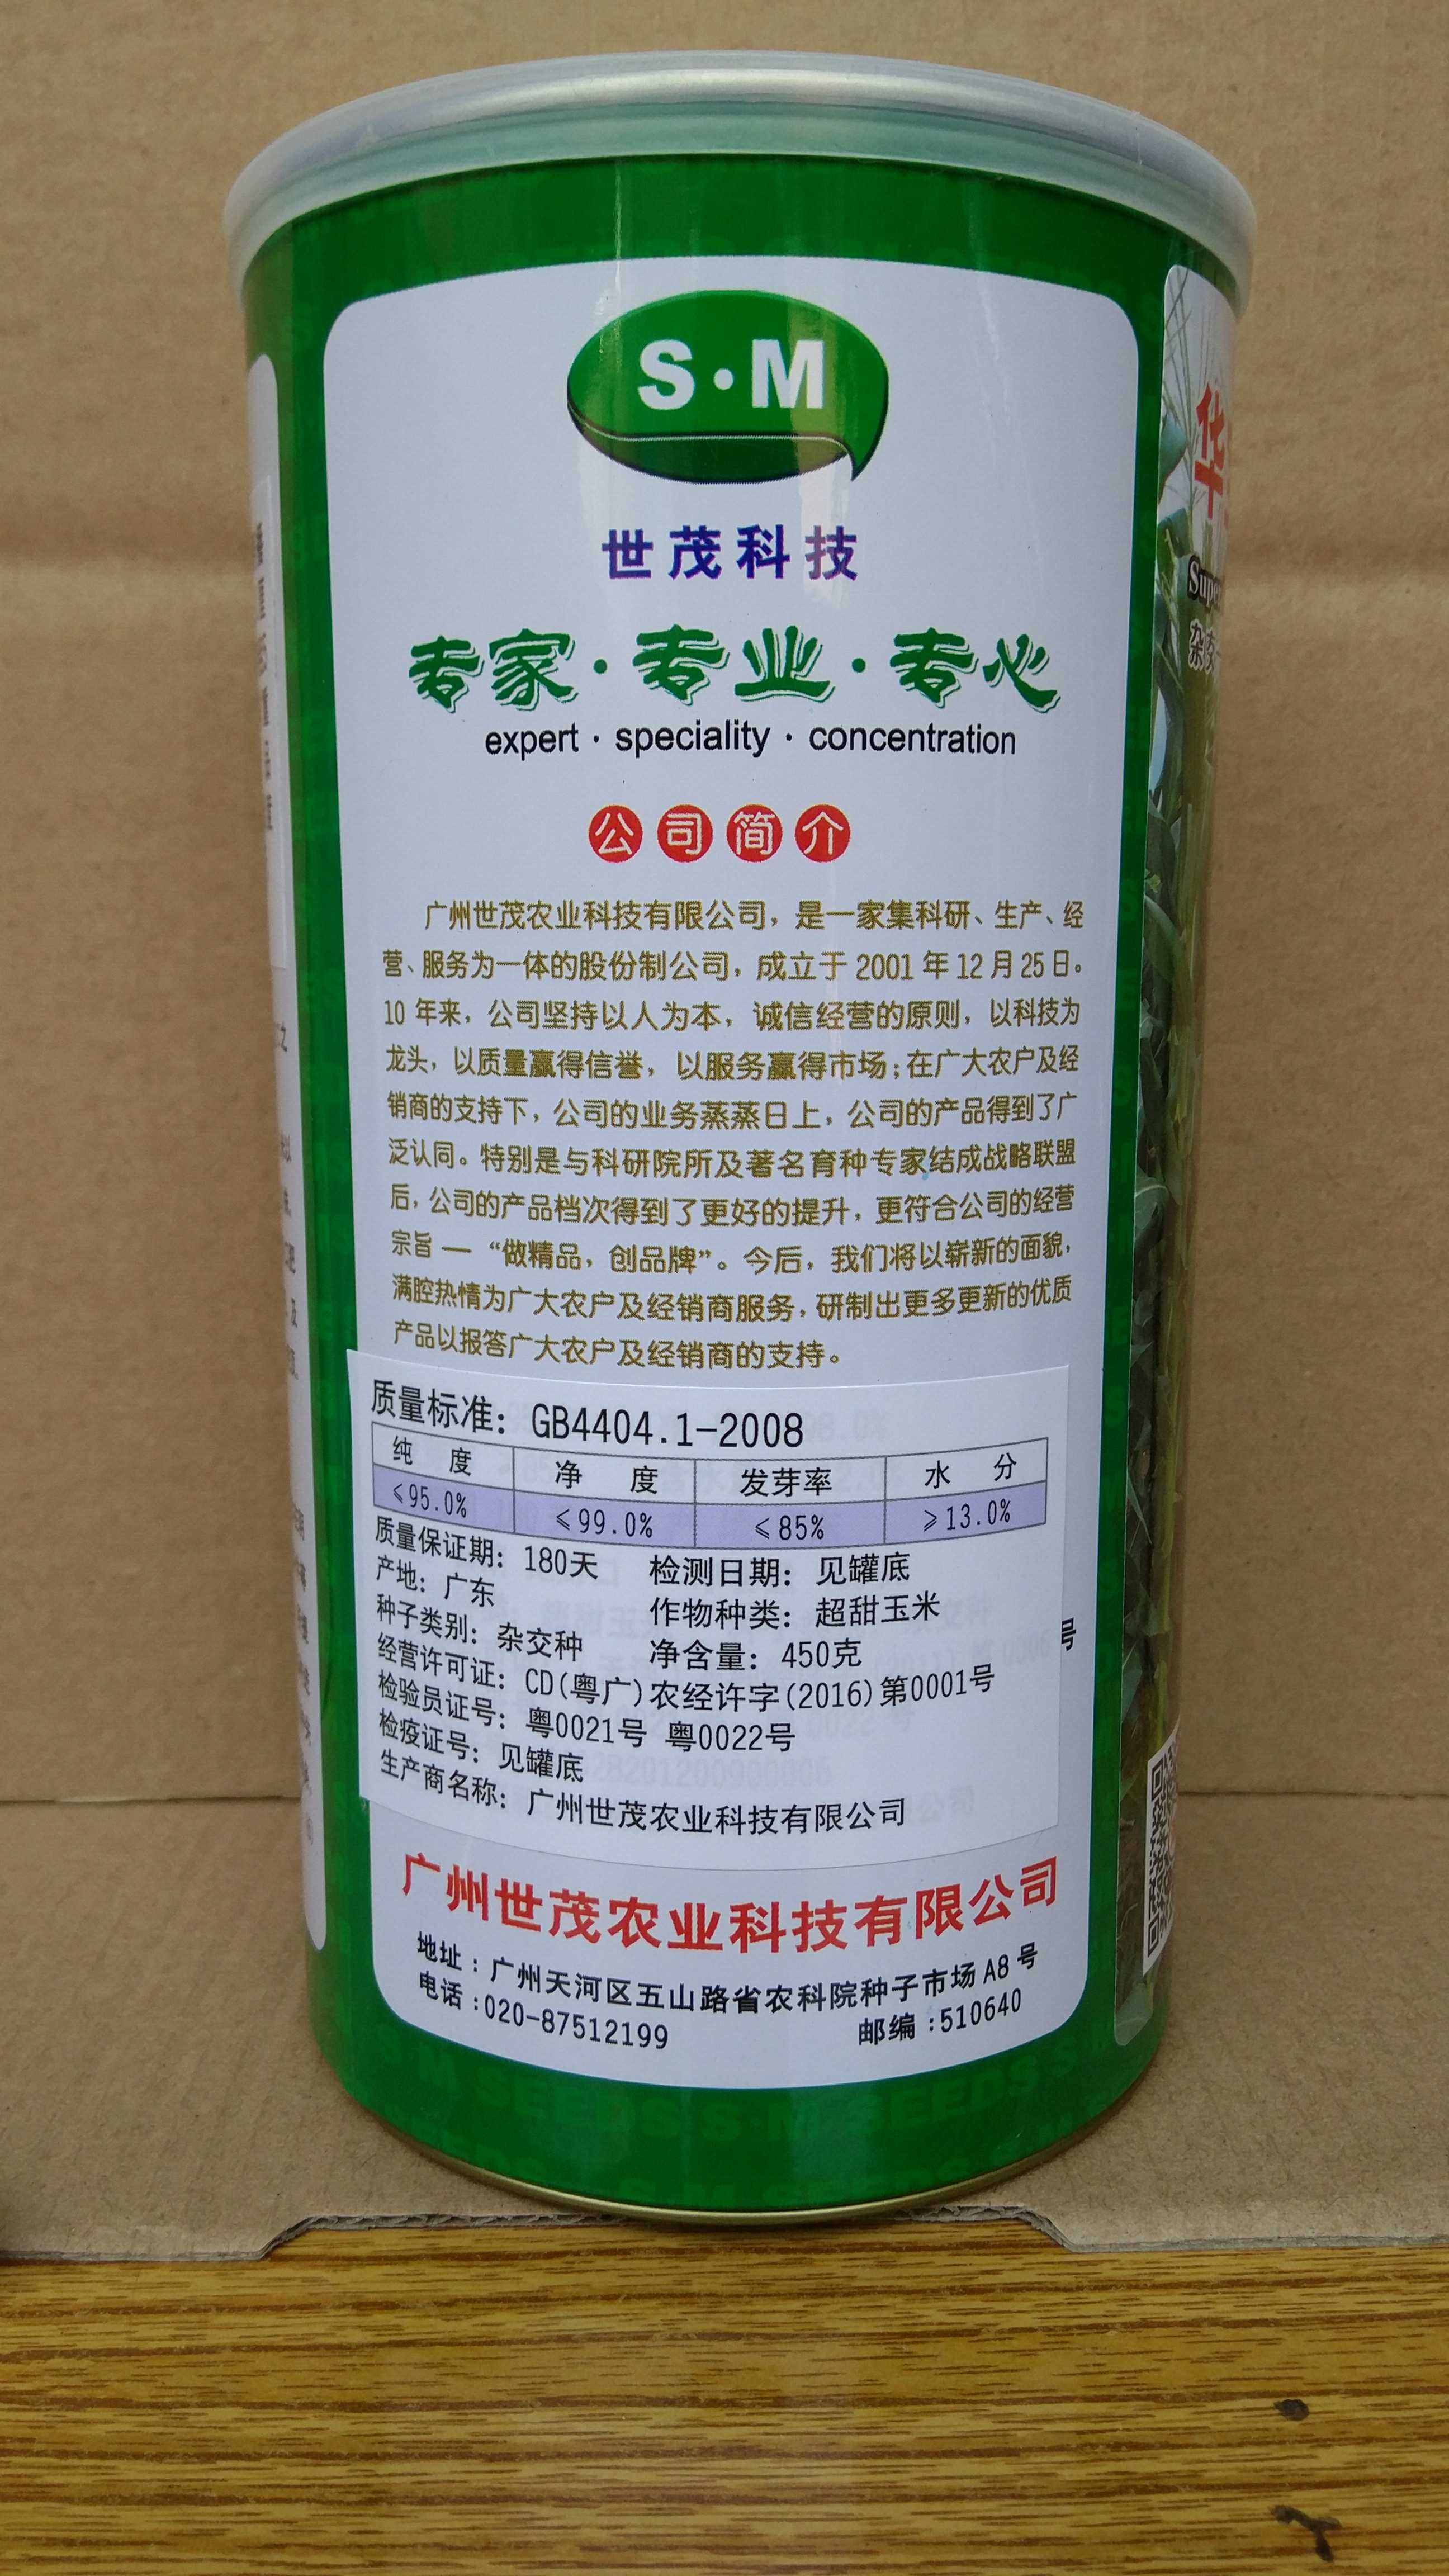 S·M
世茂科技
专家·专业·专心
expert · speciality · concentration
公司简介
广州世茂农业科技有限公司，是一家集科研、生产、经
营、服务为一体的股份制公司，成立于 2001 年 12 月 25 日。
10 年来，公司坚持以人为本，诚信经营的原则，以科技为
龙头，以质量赢得信誉，以服务赢得市场；在广大农户及经
销商的支持下，公司的业务蒸蒸日上，公司的产品得到了广
泛认同。特别是与科研院所及著名育种专家结成战略联盟
后，公司的产品档次得到了更好的提升，更符合公司的经营
宗旨 — “做精品，创品牌”。今后，我们将以崭新的面貌，
满腔热情为广大农户及经销商服务，研制出更多更新的优质
产品以报答广大农户及经销商的支持。
质量标准：GB4404.1-2008
纯 度 净 度 发芽率 水 分
≤95.0% ≤99.0% ≤85% ≥13.0%
质量保证期：180天 检测日期：见罐底
产地：广东 作物种类：超甜玉米
种子类别：杂交种 净含量：450克
号
经营许可证：CD(粤广)农经许字(2016)第0001号
检验员证号：粤0021号 粤0022号
检疫证号：见罐底
生产商名称：广州世茂农业科技有限公司
广州世茂农业科技有限公司
地址：广州天河区五山路省农科院种子市场 A8 号
电话：020-87512199 邮编：510640
S·M SEEDS S·M SEEDS
华
Super
杂交